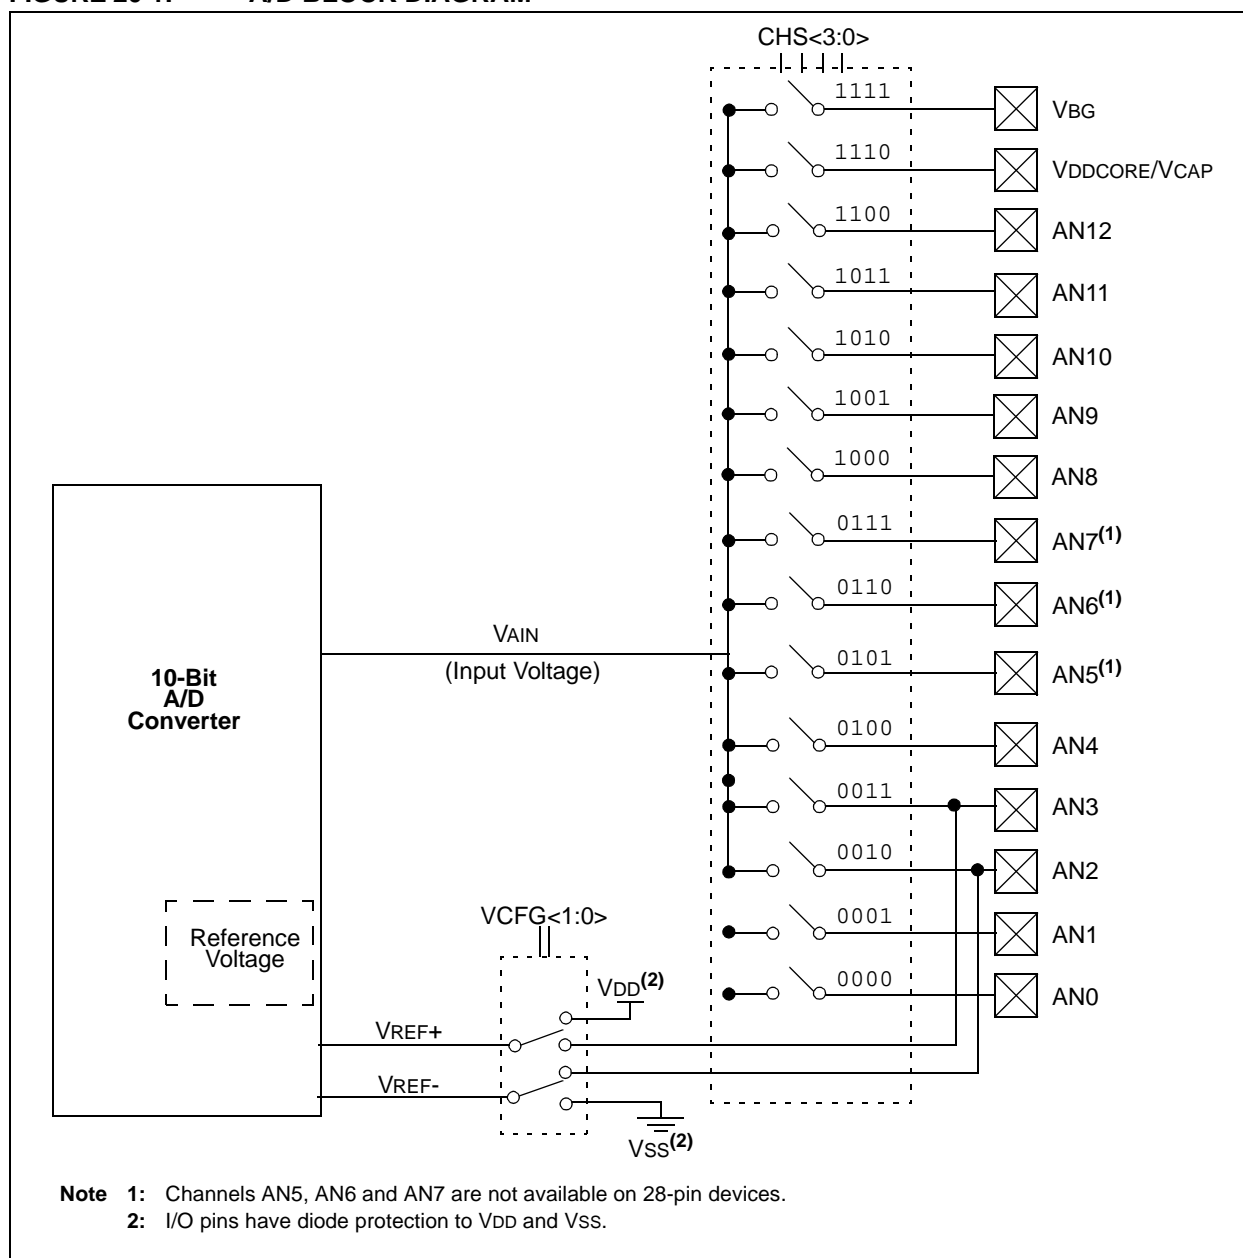 CHS<3:0>
1111 VBG
1110 VDDCORE/VCAP
1100 AN12
1011 AN11
1010 AN10
1001 AN9
1000 AN8
0111 AN7(1)
0110 AN6(1)
VAIN
(Input Voltage)
0101 AN5(1)
10-Bit
A/D
Converter
0100 AN4
0011 AN3
0010 AN2
VCFG<1:0>
0001 AN1
Reference
Voltage
VDD(2)
0000 AN0
VREF+
VREF-
VSS(2)
Note 1: Channels AN5, AN6 and AN7 are not available on 28-pin devices.
2: I/O pins have diode protection to VDD and VSS.